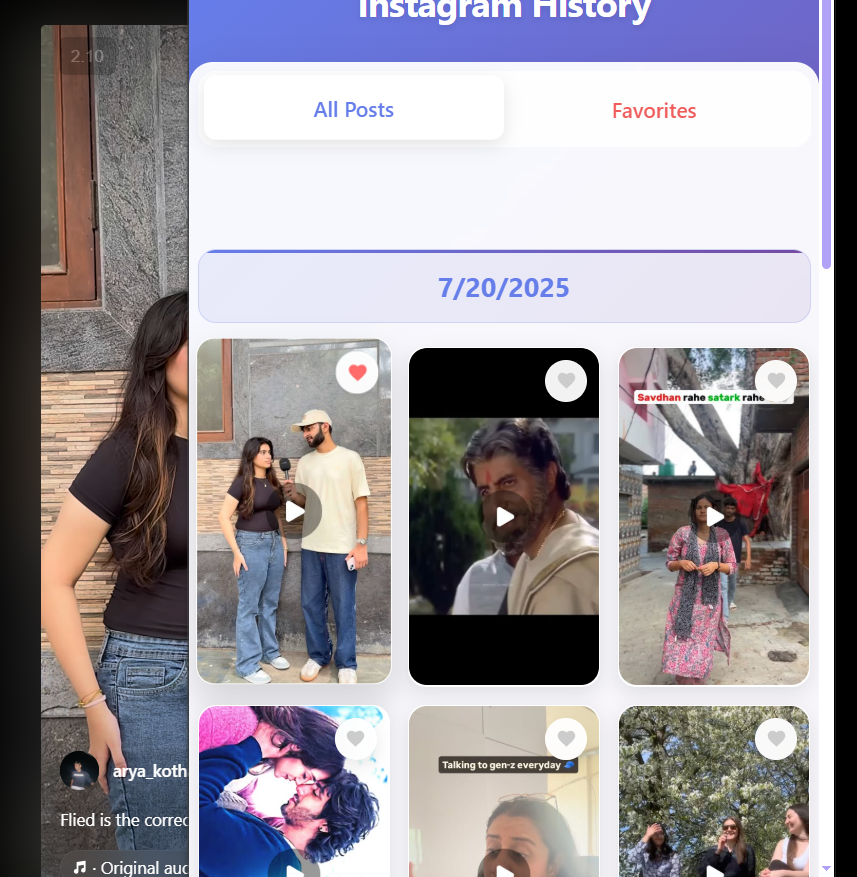 Instagram History
2.10
All Posts
Favorites
7/20/2025
Savdhan rahe satark rahe
Talking to gen-z everyday 🧢
arya_koth
Flied is the correc
· Original aud